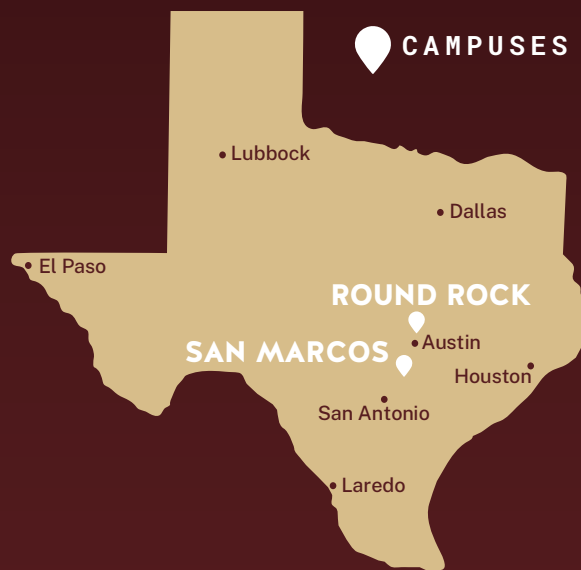 CAMPUSES
Lubbock
Dallas
El Paso
ROUND ROCK
Austin
SAN MARCOS
Houston
San Antonio
Laredo